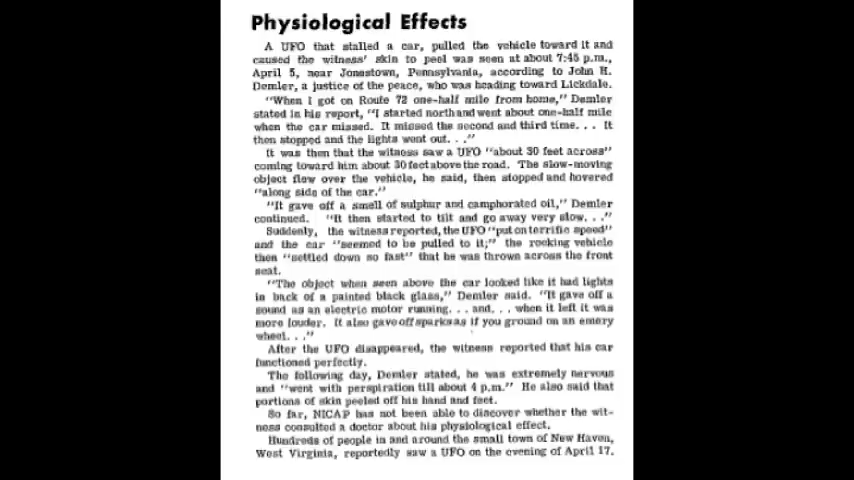 Physiological Effects
A UFO that stalled a car, pulled the vehicle toward it and
caused the witness' skin to peel was seen at about 7:45 p.m.,
April 5, near Jonestown, Pennsylvania, according to John H.
Demler, a justice of the peace, who was heading toward Lickdale.
"When I got on Route 72 one-half mile from home," Demler
stated in his report, "I started north and went about one-half mile
when the car missed. It missed the second and third time. . . It
then stopped and the lights went out. . ."
It was then that the witness saw a UFO "about 30 feet across"
coming toward him about 30 feet above the road. The slow-moving
object flew over the vehicle, he said, then stopped and hovered
"along side of the car."
"It gave off a smell of sulphur and camphorated oil," Demler
continued. "It then started to tilt and go away very slow. . ."
Suddenly, the witness reported, the UFO "put on terrific speed"
and the car "seemed to be pulled to it;" the rocking vehicle
then "settled down so fast" that he was thrown across the front
seat.
"The object when seen above the car looked like it had lights
in back of a painted black glass," Demler said. "It gave off a
sound as an electric motor running. . . and. . . when it left it was
more louder. It also gave off sparks as if you ground on an emery
wheel. . ."
After the UFO disappeared, the witness reported that his car
functioned perfectly.
The following day, Demler stated, he was extremely nervous
and "went with perspiration till about 4 p.m." He also said that
portions of skin peeled off his hand and feet.
So far, NICAP has not been able to discover whether the wit-
ness consulted a doctor about his physiological effect.
Hundreds of people in and around the small town of New Haven,
West Virginia, reportedly saw a UFO on the evening of April 17.